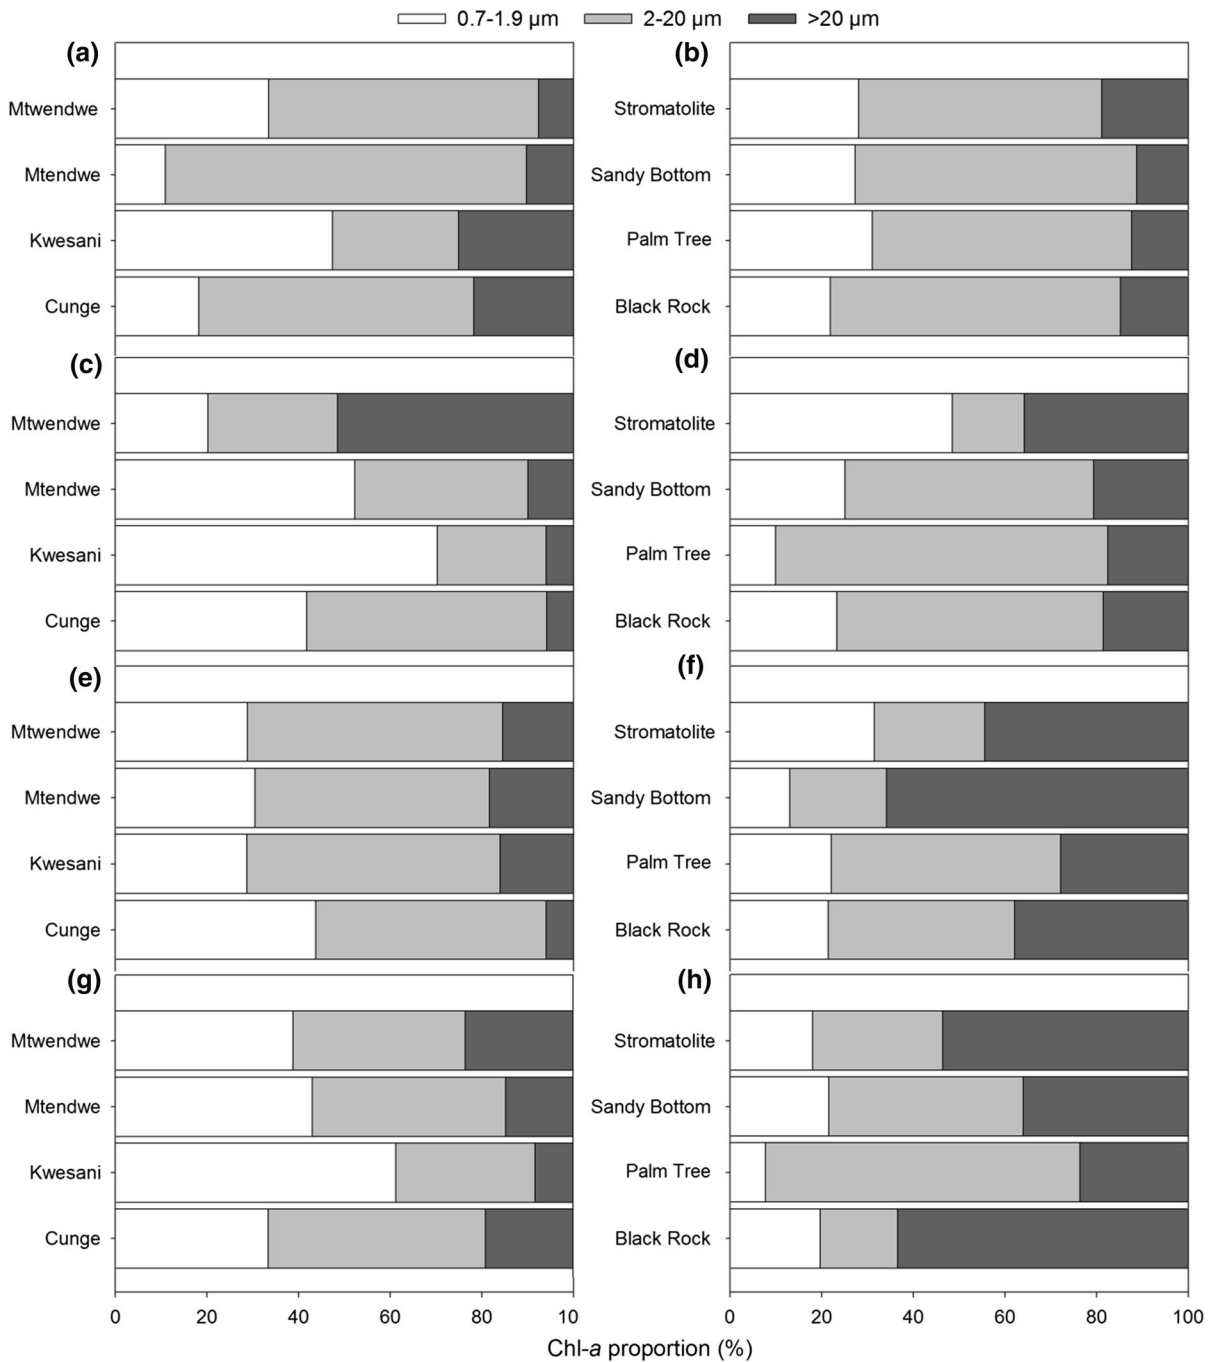 0.7-1.9 µm 2-20 µm >20 µm
(a)
Mtwendwe
Mtendwe
Kwesani
Cunge
(b)
Stromatolite
Sandy Bottom
Palm Tree
Black Rock
(c)
Mtwendwe
Mtendwe
Kwesani
Cunge
(d)
Stromatolite
Sandy Bottom
Palm Tree
Black Rock
(e)
Mtwendwe
Mtendwe
Kwesani
Cunge
(f)
Stromatolite
Sandy Bottom
Palm Tree
Black Rock
(g)
Mtwendwe
Mtendwe
Kwesani
Cunge
0 20 40 60 80 10
(h)
Stromatolite
Sandy Bottom
Palm Tree
Black Rock
0 20 40 60 80 100
Chl-a proportion (%)